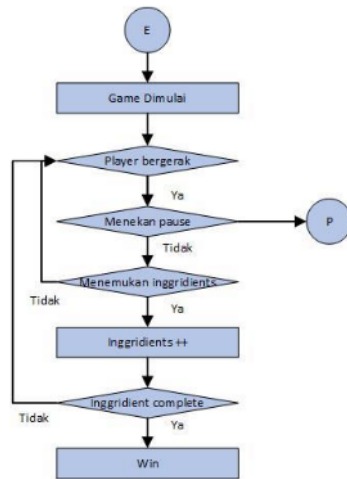 E
Game Dimulai
Player bergerak
Ya
Menekan pause
P
Tidak
Menemukan inggridients
Tidak
Ya
Inggridients ++
Inggridient complete
Tidak
Ya
Win